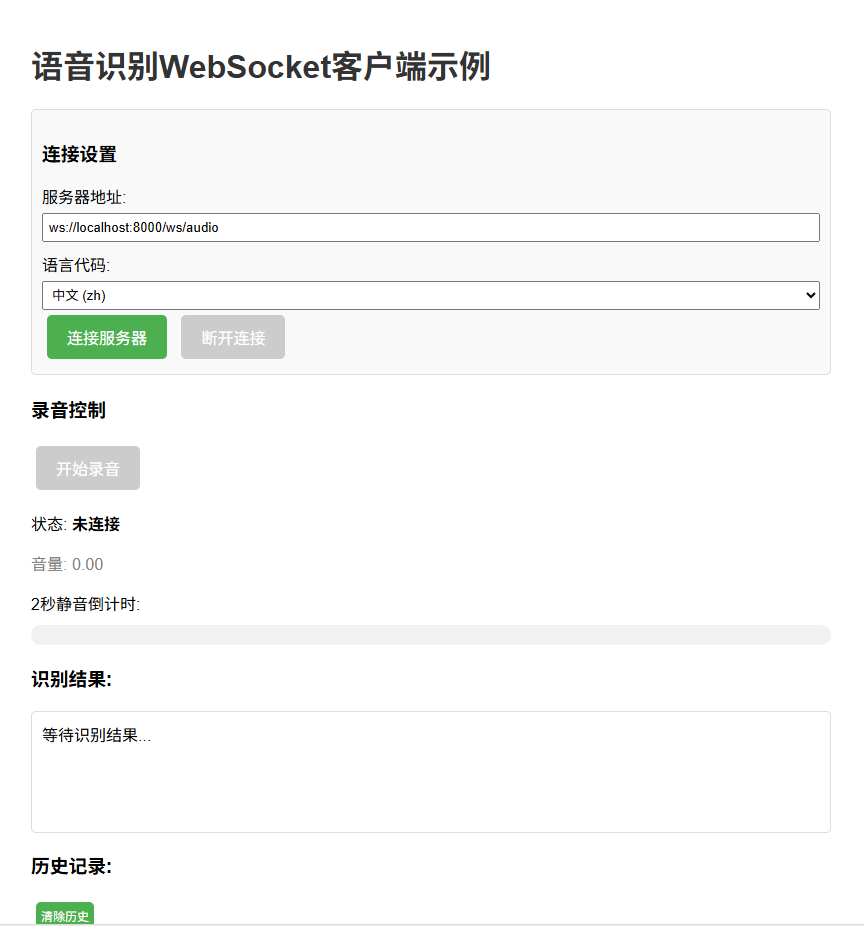 语音识别WebSocket客户端示例
连接设置
服务器地址:
ws://localhost:8000/ws/audio
语言代码:
中文 (zh)
连接服务器 断开连接
录音控制
开始录音
状态: 未连接
音量: 0.00
2秒静音倒计时:
识别结果:
等待识别结果...
历史记录:
清除历史